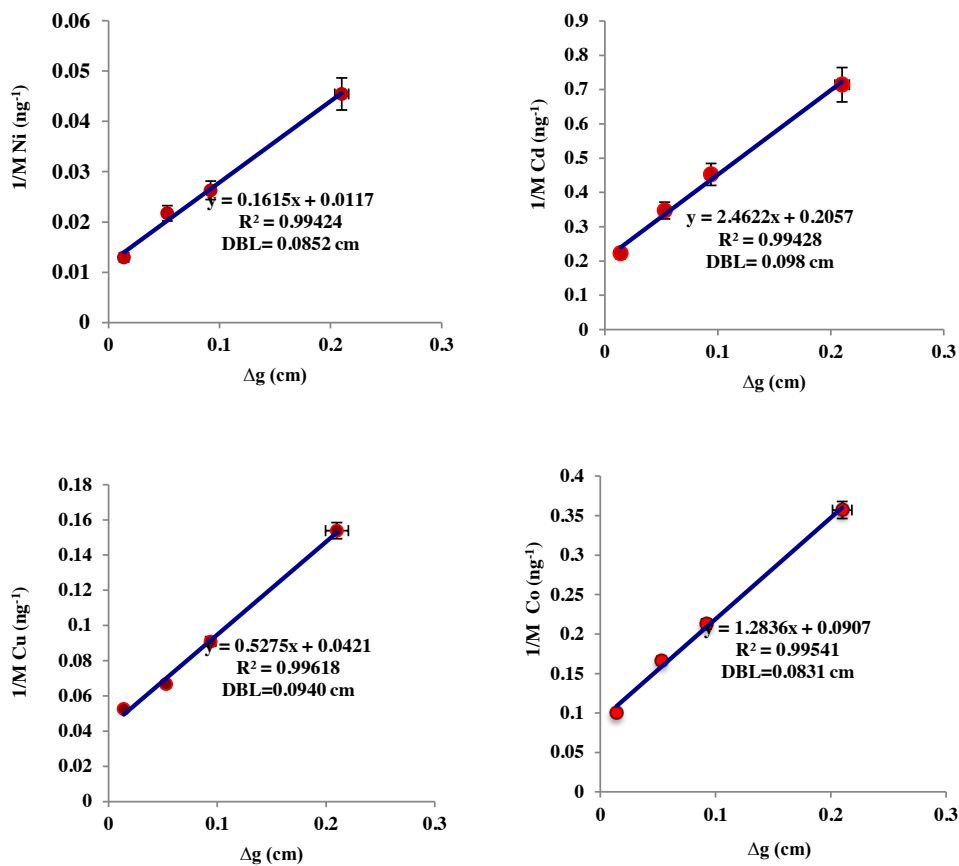 0.06
0.05
0.04
0.03
0.02
0.01
0
1/M Ni (ng⁻¹)
y = 0.1615x + 0.0117
R² = 0.99424
DBL= 0.0852 cm
0 0.1 0.2 0.3
Δg (cm)
0.9
0.8
0.7
0.6
0.5
0.4
0.3
0.2
0.1
0
1/M Cd (ng⁻¹)
y = 2.4622x + 0.2057
R² = 0.99428
DBL= 0.098 cm
0 0.1 0.2 0.3
Δg (cm)
0.18
0.16
0.14
0.12
0.1
0.08
0.06
0.04
0.02
0
1/M Cu (ng⁻¹)
y = 0.5275x + 0.0421
R² = 0.99618
DBL=0.0940 cm
0 0.1 0.2 0.3
Δg (cm)
0.4
0.35
0.3
0.25
0.2
0.15
0.1
0.05
0
1/M Co (ng⁻¹)
y = 1.2836x + 0.0907
R² = 0.99541
DBL=0.0831 cm
0 0.1 0.2 0.3
Δg (cm)